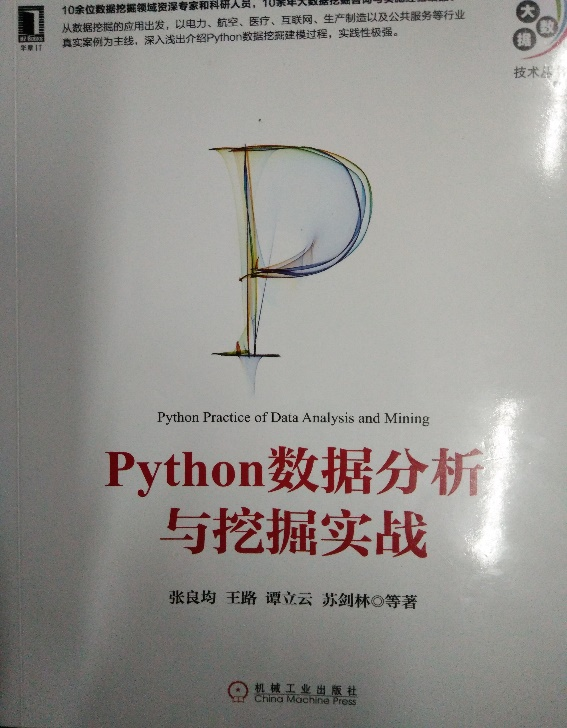 10余位数据挖掘领域资深专家和科研人员，10余年大数据挖掘咨询与实施经验
从数据挖掘的应用出发，以电力、航空、医疗、互联网、生产制造以及公共服务等行业
真实案例为主线，深入浅出介绍Python数据挖掘建模过程，实践性极强。
华章IT
大数据
技术丛
Python Practice of Data Analysis and Mining
Python数据分析
与挖掘实战
张良均 王路 谭立云 苏剑林◎等著
机械工业出版社
China Machine Press